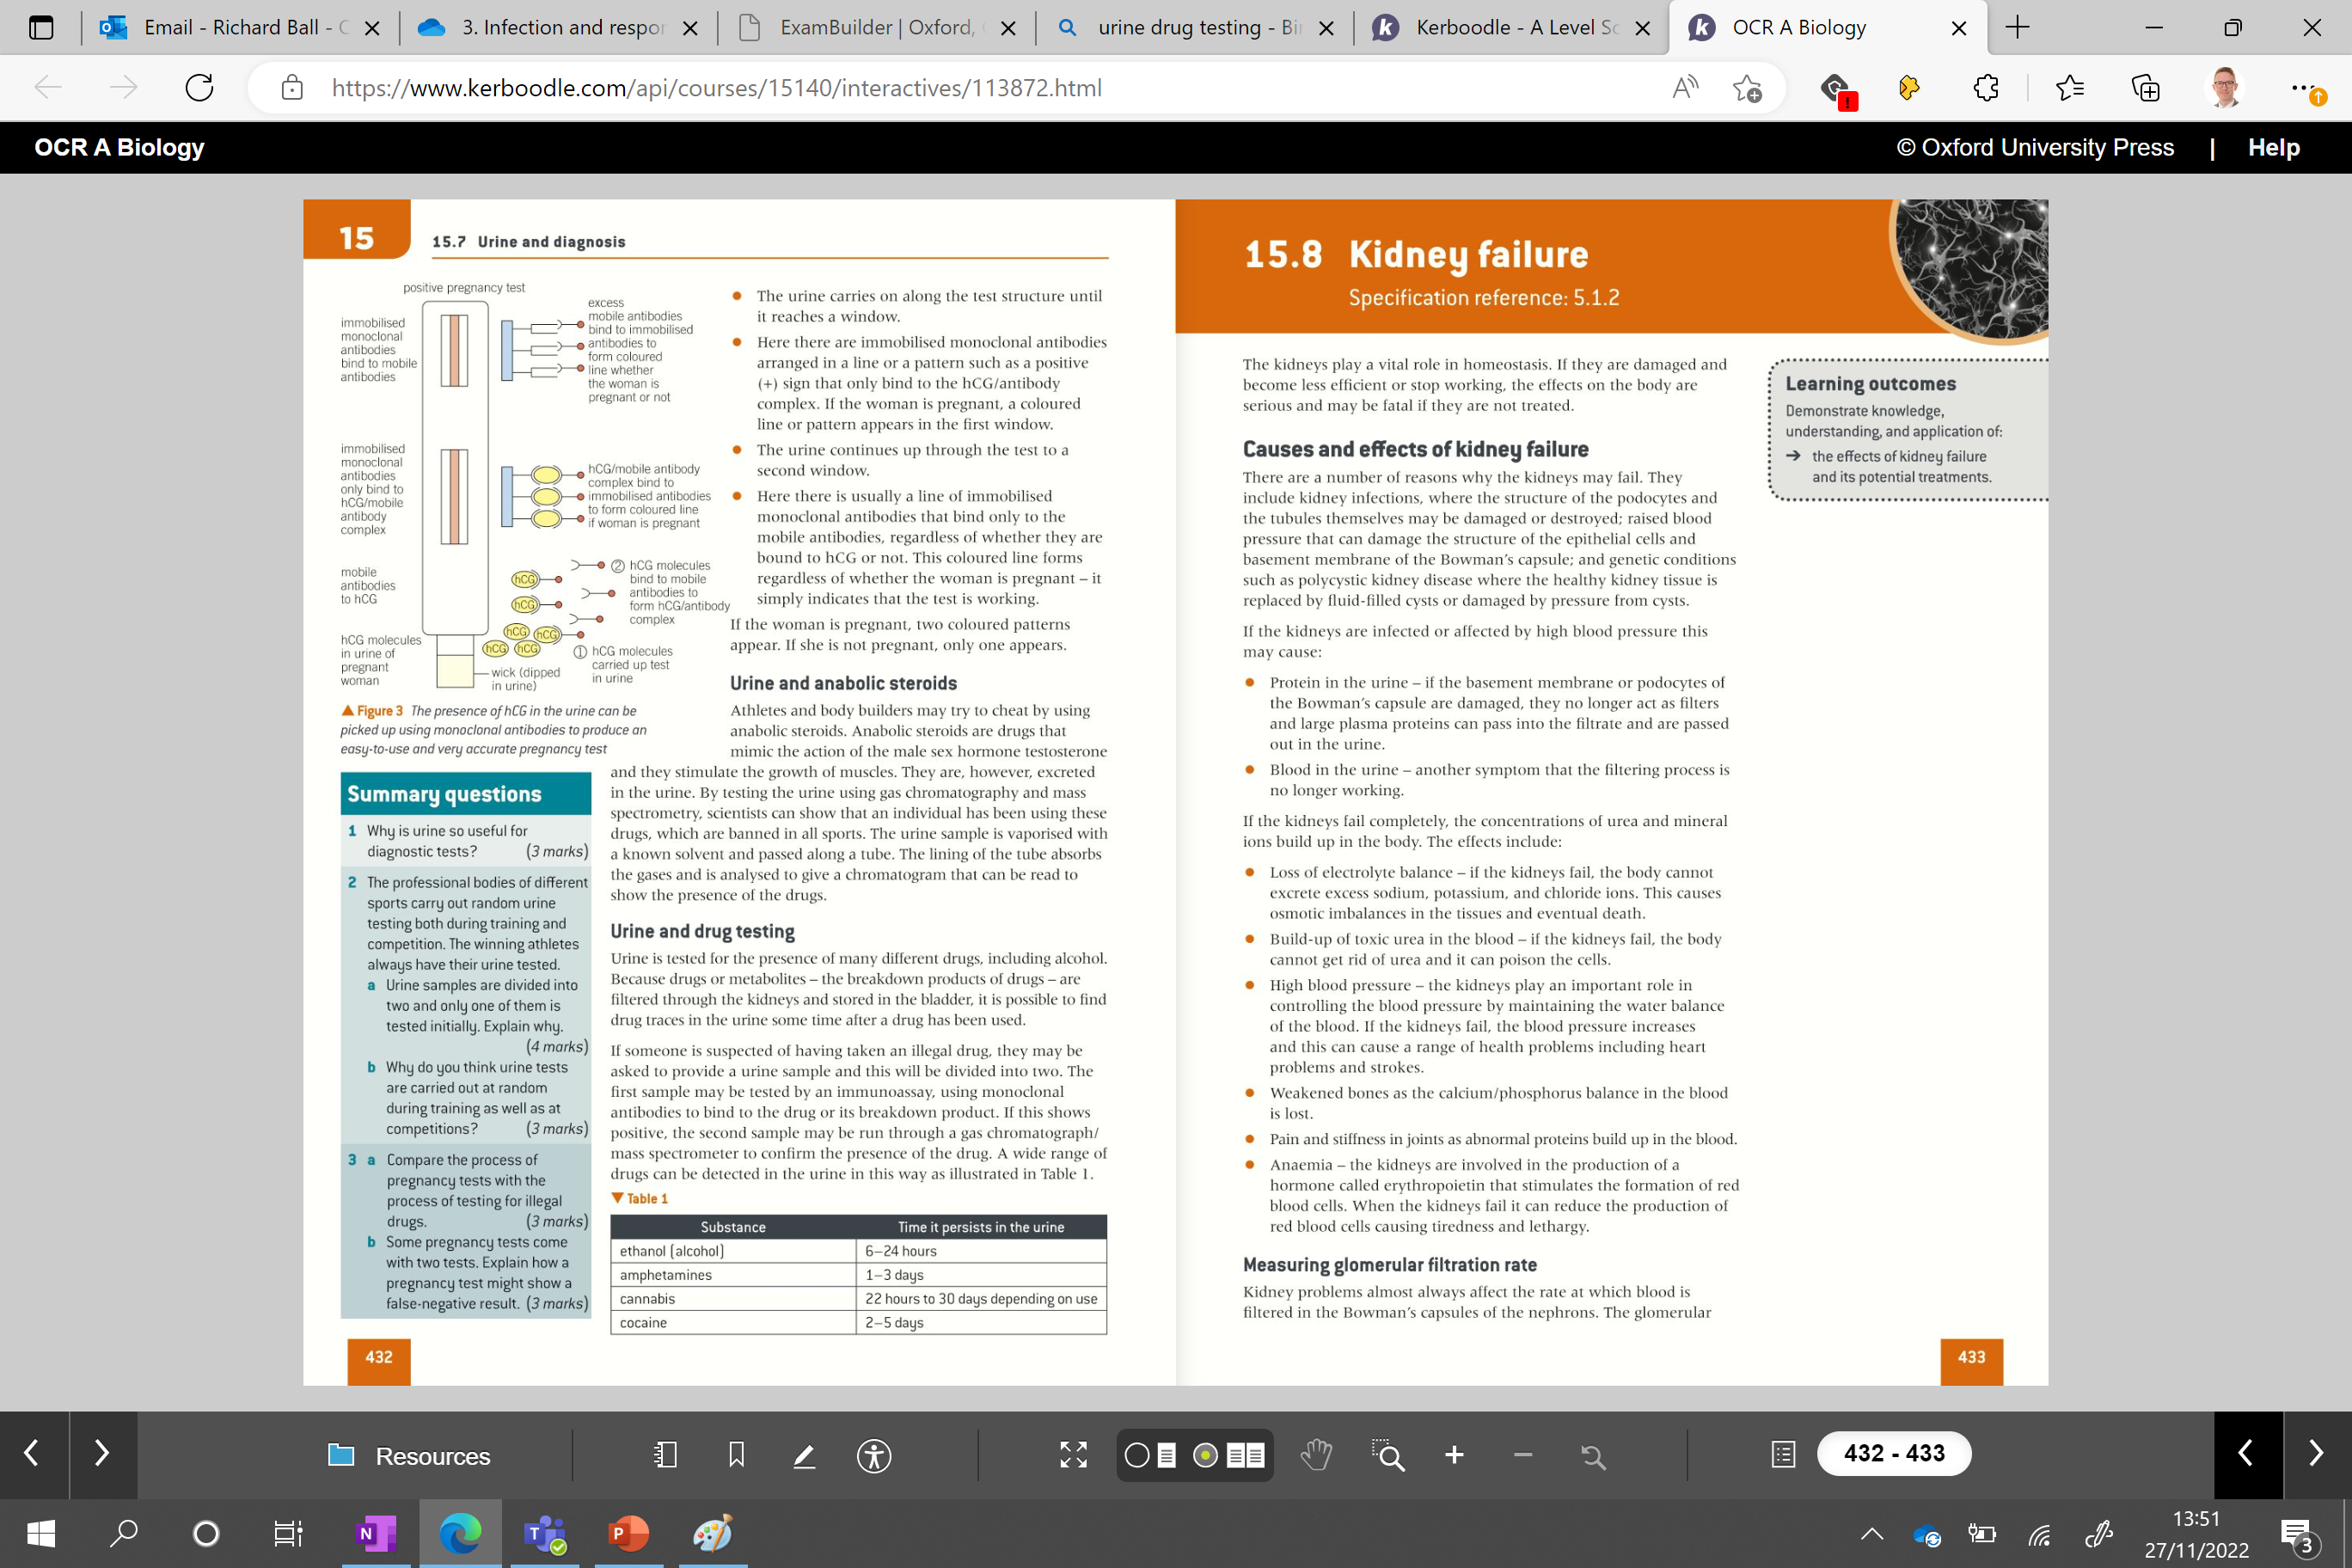 Email - Richard Ball -
3. Infection and respo
ExamBuilder | Oxford,
urine drug testing - Bi
Kerboodle - A Level Sc
OCR A Biology
https://www.kerboodle.com/api/courses/15140/interactives/113872.html
OCR A Biology
© Oxford University Press | Help
15
15.7 Urine and diagnosis
positive pregnancy test
immobilised
monoclonal
antibodies
bind to mobile
antibodies
excess
mobile antibodies
bind to immobilised
antibodies to
form coloured
line whether
the woman is
pregnant or not
immobilised
monoclonal
antibodies
only bind to
hCG/mobile
antibody
complex
hCG/mobile antibody
complex bind to
immobilised antibodies
to form coloured line
if woman is pregnant
mobile
antibodies
to hCG
hCG
hCG
hCG
hCG
hCG
hCG
② hCG molecules
bind to mobile
antibodies to
form hCG/antibody
complex
hCG molecules
in urine of
pregnant
woman
① hCG molecules
carried up test
in urine
wick (dipped
in urine)
▲ Figure 3 The presence of hCG in the urine can be
picked up using monoclonal antibodies to produce an
easy-to-use and very accurate pregnancy test
• The urine carries on along the test structure until
it reaches a window.
• Here there are immobilised monoclonal antibodies
arranged in a line or a pattern such as a positive
(+) sign that only bind to the hCG/antibody
complex. If the woman is pregnant, a coloured
line or pattern appears in the first window.
• The urine continues up through the test to a
second window.
• Here there is usually a line of immobilised
monoclonal antibodies that bind only to the
mobile antibodies, regardless of whether they are
bound to hCG or not. This coloured line forms
regardless of whether the woman is pregnant – it
simply indicates that the test is working.
If the woman is pregnant, two coloured patterns
appear. If she is not pregnant, only one appears.
Urine and anabolic steroids
Athletes and body builders may try to cheat by using
anabolic steroids. Anabolic steroids are drugs that
mimic the action of the male sex hormone testosterone
and they stimulate the growth of muscles. They are, however, excreted
in the urine. By testing the urine using gas chromatography and mass
spectrometry, scientists can show that an individual has been using these
drugs, which are banned in all sports. The urine sample is vaporised with
a known solvent and passed along a tube. The lining of the tube absorbs
the gases and is analysed to give a chromatogram that can be read to
show the presence of the drugs.
Urine and drug testing
Urine is tested for the presence of many different drugs, including alcohol.
Because drugs or metabolites – the breakdown products of drugs – are
filtered through the kidneys and stored in the bladder, it is possible to find
drug traces in the urine some time after a drug has been used.
If someone is suspected of having taken an illegal drug, they may be
asked to provide a urine sample and this will be divided into two. The
first sample may be tested by an immunoassay, using monoclonal
antibodies to bind to the drug or its breakdown product. If this shows
positive, the second sample may be run through a gas chromatograph/
mass spectrometer to confirm the presence of the drug. A wide range of
drugs can be detected in the urine in this way as illustrated in Table 1.
▼ Table 1
Substance Time it persists in the urine
ethanol (alcohol) 6–24 hours
amphetamines 1–3 days
cannabis 22 hours to 30 days depending on use
cocaine 2–5 days
Summary questions
1 Why is urine so useful for
diagnostic tests? (3 marks)
2 The professional bodies of different
sports carry out random urine
testing both during training and
competition. The winning athletes
always have their urine tested.
a Urine samples are divided into
two and only one of them is
tested initially. Explain why.
(4 marks)
b Why do you think urine tests
are carried out at random
during training as well as at
competitions? (3 marks)
3 a Compare the process of
pregnancy tests with the
process of testing for illegal
drugs. (3 marks)
b Some pregnancy tests come
with two tests. Explain how a
pregnancy test might show a
false-negative result. (3 marks)
432
15.8 Kidney failure
Specification reference: 5.1.2
The kidneys play a vital role in homeostasis. If they are damaged and
become less efficient or stop working, the effects on the body are
serious and may be fatal if they are not treated.
Causes and effects of kidney failure
There are a number of reasons why the kidneys may fail. They
include kidney infections, where the structure of the podocytes and
the tubules themselves may be damaged or destroyed; raised blood
pressure that can damage the structure of the epithelial cells and
basement membrane of the Bowman's capsule; and genetic conditions
such as polycystic kidney disease where the healthy kidney tissue is
replaced by fluid-filled cysts or damaged by pressure from cysts.
If the kidneys are infected or affected by high blood pressure this
may cause:
• Protein in the urine – if the basement membrane or podocytes of
the Bowman's capsule are damaged, they no longer act as filters
and large plasma proteins can pass into the filtrate and are passed
out in the urine.
• Blood in the urine – another symptom that the filtering process is
no longer working.
If the kidneys fail completely, the concentrations of urea and mineral
ions build up in the body. The effects include:
• Loss of electrolyte balance – if the kidneys fail, the body cannot
excrete excess sodium, potassium, and chloride ions. This causes
osmotic imbalances in the tissues and eventual death.
• Build-up of toxic urea in the blood – if the kidneys fail, the body
cannot get rid of urea and it can poison the cells.
• High blood pressure – the kidneys play an important role in
controlling the blood pressure by maintaining the water balance
of the blood. If the kidneys fail, the blood pressure increases
and this can cause a range of health problems including heart
problems and strokes.
• Weakened bones as the calcium/phosphorus balance in the blood
is lost.
• Pain and stiffness in joints as abnormal proteins build up in the blood.
• Anaemia – the kidneys are involved in the production of a
hormone called erythropoietin that stimulates the formation of red
blood cells. When the kidneys fail it can reduce the production of
red blood cells causing tiredness and lethargy.
Measuring glomerular filtration rate
Kidney problems almost always affect the rate at which blood is
filtered in the Bowman's capsules of the nephrons. The glomerular
Learning outcomes
Demonstrate knowledge,
understanding, and application of:
→ the effects of kidney failure
and its potential treatments.
433
Resources
432 - 433
13:51
27/11/2022
3